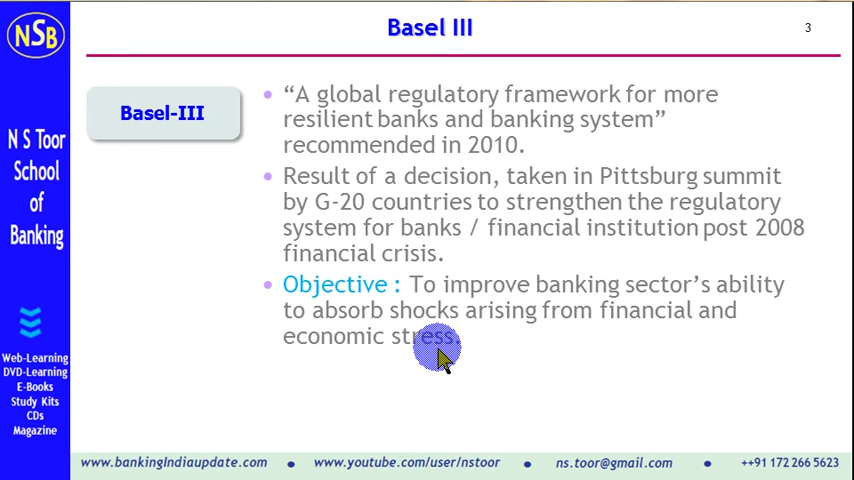 NSB
N S Toor
School
of
Banking
Web-Learning
DVD-Learning
E-Books
Study Kits
CDs
Magazine
Basel III
3
Basel-III
• “A global regulatory framework for more
resilient banks and banking system”
recommended in 2010.
• Result of a decision, taken in Pittsburg summit
by G-20 countries to strengthen the regulatory
system for banks / financial institution post 2008
financial crisis.
• Objective : To improve banking sector’s ability
to absorb shocks arising from financial and
economic stress.
www.bankingIndiaupdate.com • www.youtube.com/user/nstoor • ns.toor@gmail.com • ++91 172 266 5623